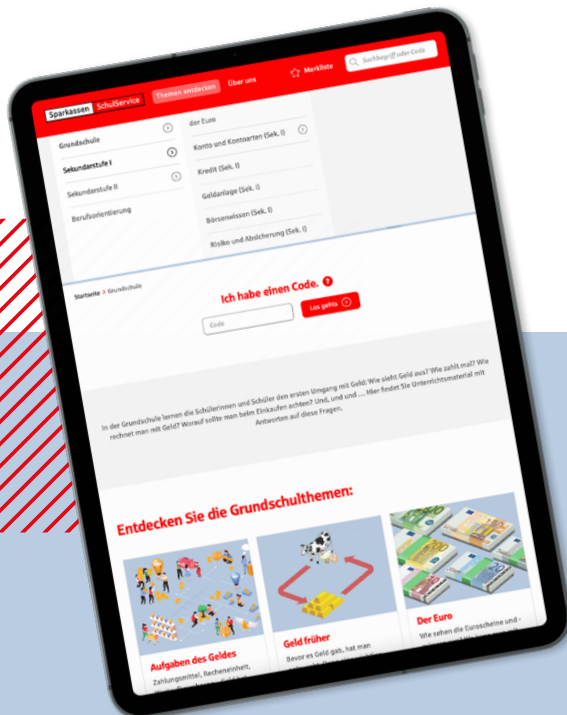 Sparkassen SchulService
Themen entdecken
Über uns
Merkliste
Suchbegriff oder Code
Grundschule
Sekundarstufe I
Sekundarstufe II
Berufsorientierung
der Euro
Konto und Kontoarten (Sek. I)
Kredit (Sek. I)
Geldanlage (Sek. I)
Börsenwissen (Sek. I)
Risiko und Absicherung (Sek. I)
Startseite > Grundschule
Ich habe einen Code. ?
Code
Los gehts
In der Grundschule lernen die Schülerinnen und Schüler den ersten Umgang mit Geld: Wie sieht Geld aus? Wie zahlt mal? Wie
rechnet man mit Geld? Worauf sollte man beim Einkaufen achten? Und, und und ... Hier findet Sie Unterrichtsmaterial mit
Antworten auf diese Fragen.
Entdecken Sie die Grundschulthemen:
Aufgaben des Geldes
Zahlungsmittel, Recheneinheit,
Geld früher
Bevor es Geld gab, hat man
Der Euro
Wie sehen die Euroscheine und -